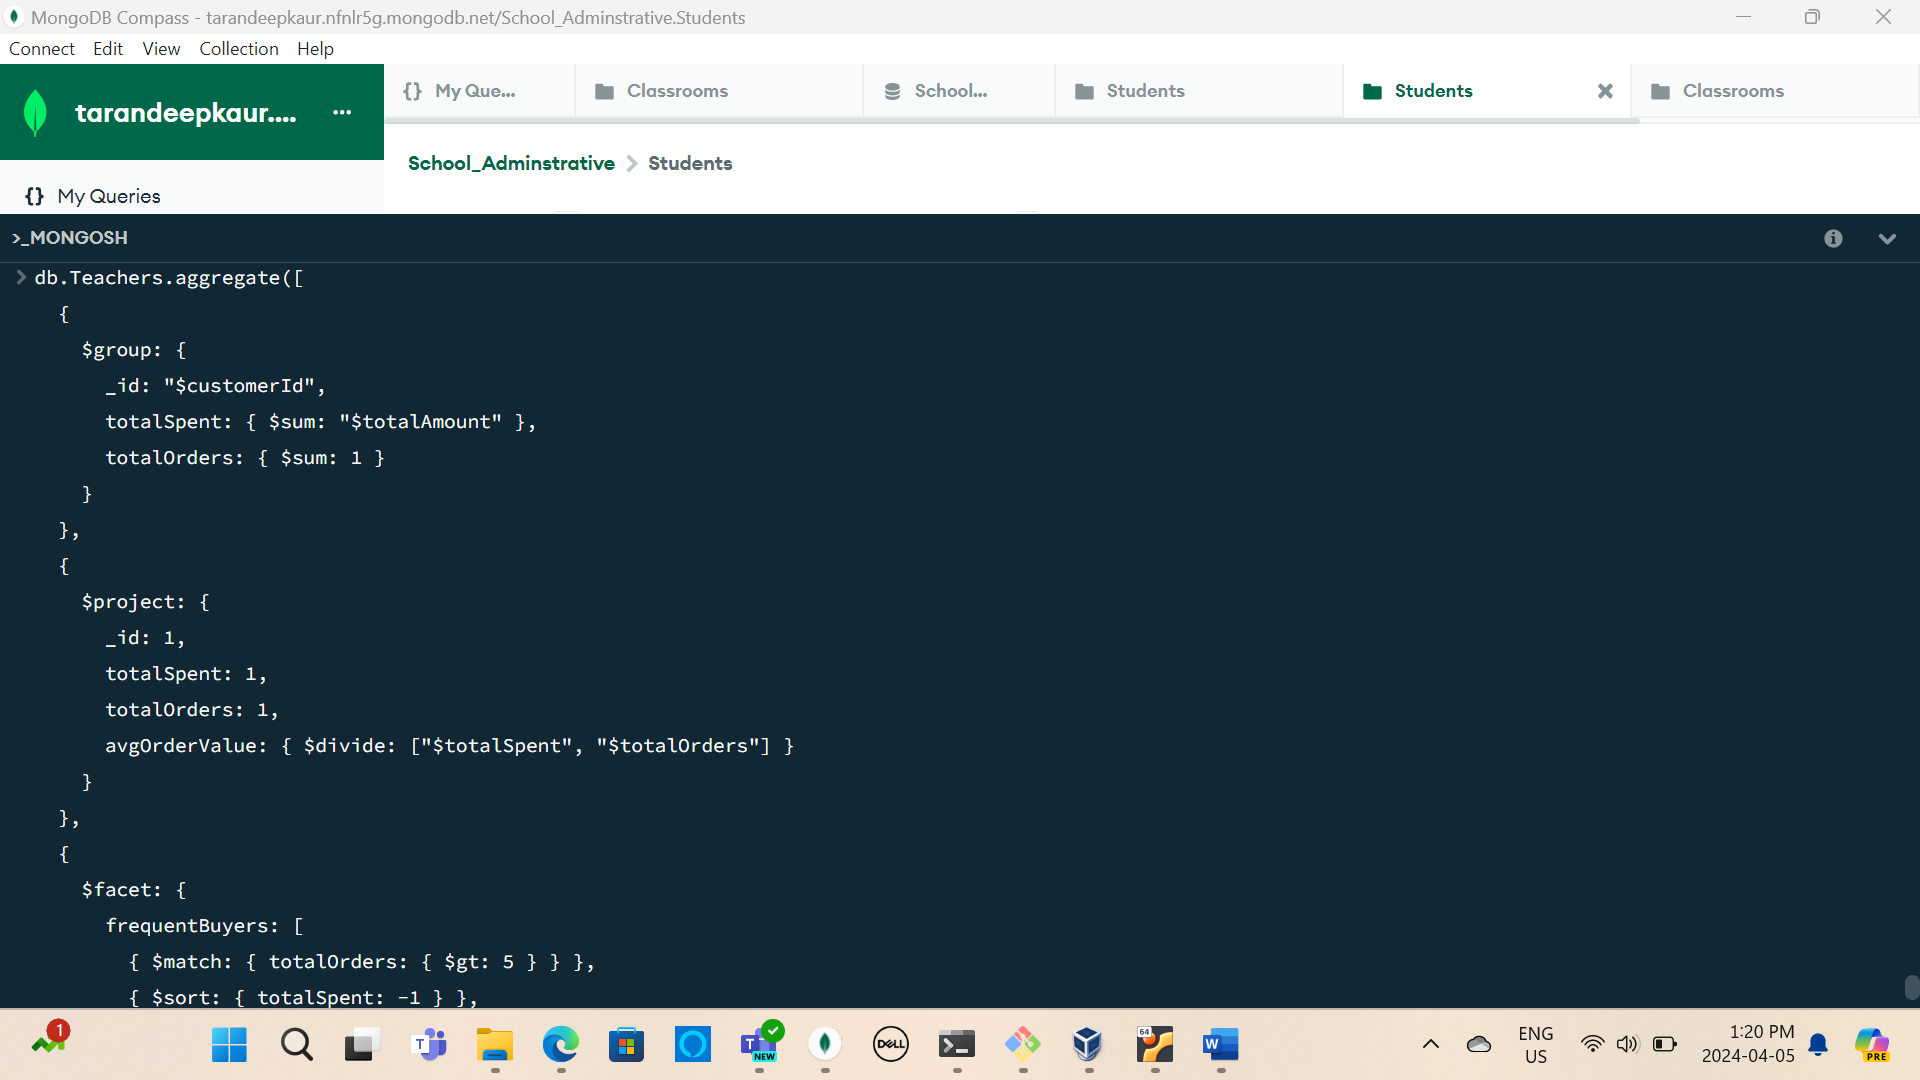 MongoDB Compass - tarandeepkaur.nfnlr5g.mongodb.net/School_Adminstrative.Students
Connect Edit View Collection Help
tarandeepkaur.... ...
{} My Que...
Classrooms
School...
Students
Students
Classrooms
School_Adminstrative > Students
{} My Queries
>_MONGOSH
> db.Teachers.aggregate([
{
$group: {
_id: "$customerId",
totalSpent: { $sum: "$totalAmount" },
totalOrders: { $sum: 1 }
}
},
{
$project: {
_id: 1,
totalSpent: 1,
totalOrders: 1,
avgOrderValue: { $divide: ["$totalSpent", "$totalOrders"] }
}
},
{
$facet: {
frequentBuyers: [
{ $match: { totalOrders: { $gt: 5 } } },
{ $sort: { totalSpent: -1 } },
1
T
T
NEW
DELL
64
W
ENG
US
1:20 PM
2024-04-05
PRE